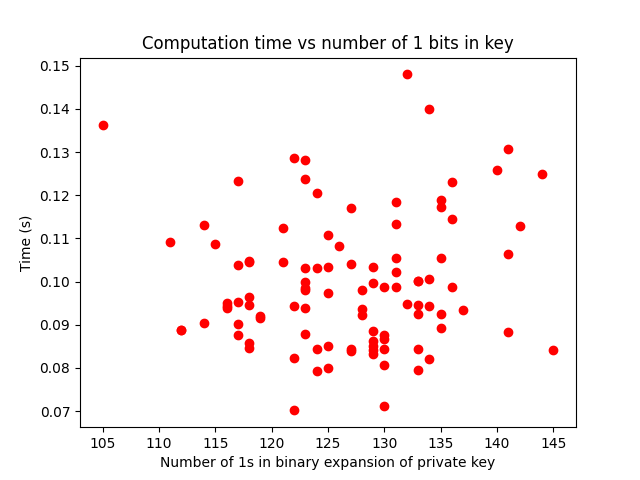 Computation time vs number of 1 bits in key
0.15
0.14
0.13
0.12
0.11
0.10
0.09
0.08
0.07
Time (s)
105 110 115 120 125 130 135 140 145
Number of 1s in binary expansion of private key